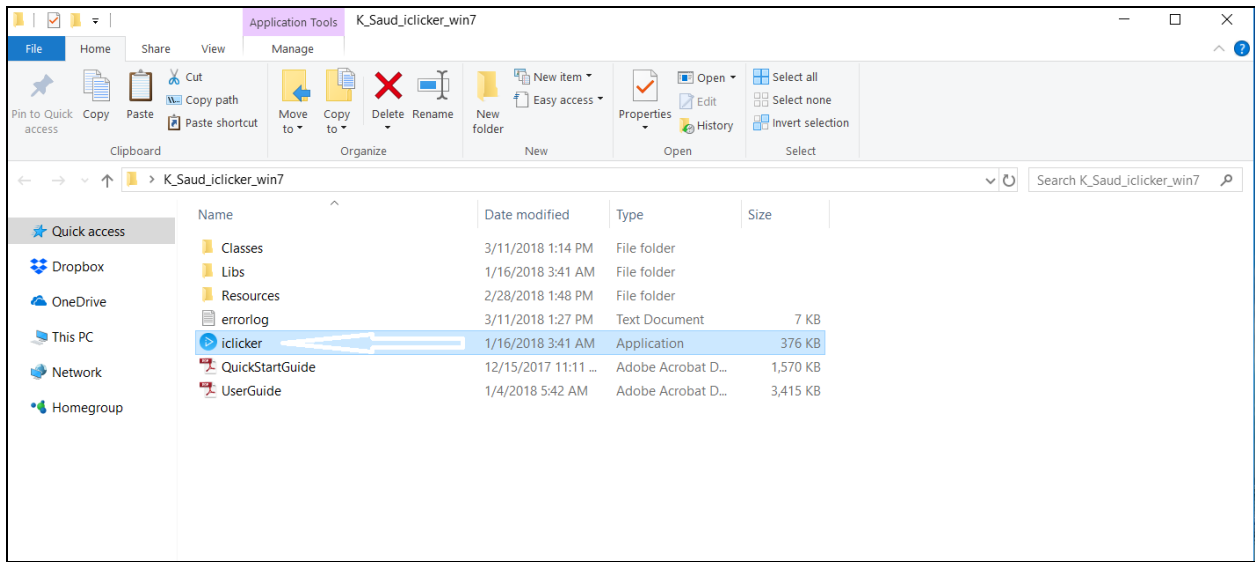 Application Tools K_Saud_iclicker_win7
File Home Share View Manage
Pin to Quick access
Copy
Paste
Cut
Copy path
Paste shortcut
Move to
Copy to
Delete
Rename
New folder
New item
Easy access
Properties
Open
Edit
History
Select all
Select none
Invert selection
Clipboard Organize New Open Select
K_Saud_iclicker_win7 Search K_Saud_iclicker_win7
Quick access
Dropbox
OneDrive
This PC
Network
Homegroup
Name Date modified Type Size
Classes 3/11/2018 1:14 PM File folder
Libs 1/16/2018 3:41 AM File folder
Resources 2/28/2018 1:48 PM File folder
errorlog 3/11/2018 1:27 PM Text Document 7 KB
iclicker 1/16/2018 3:41 AM Application 376 KB
QuickStartGuide 12/15/2017 11:11 ... Adobe Acrobat D... 1,570 KB
UserGuide 1/4/2018 5:42 AM Adobe Acrobat D... 3,415 KB